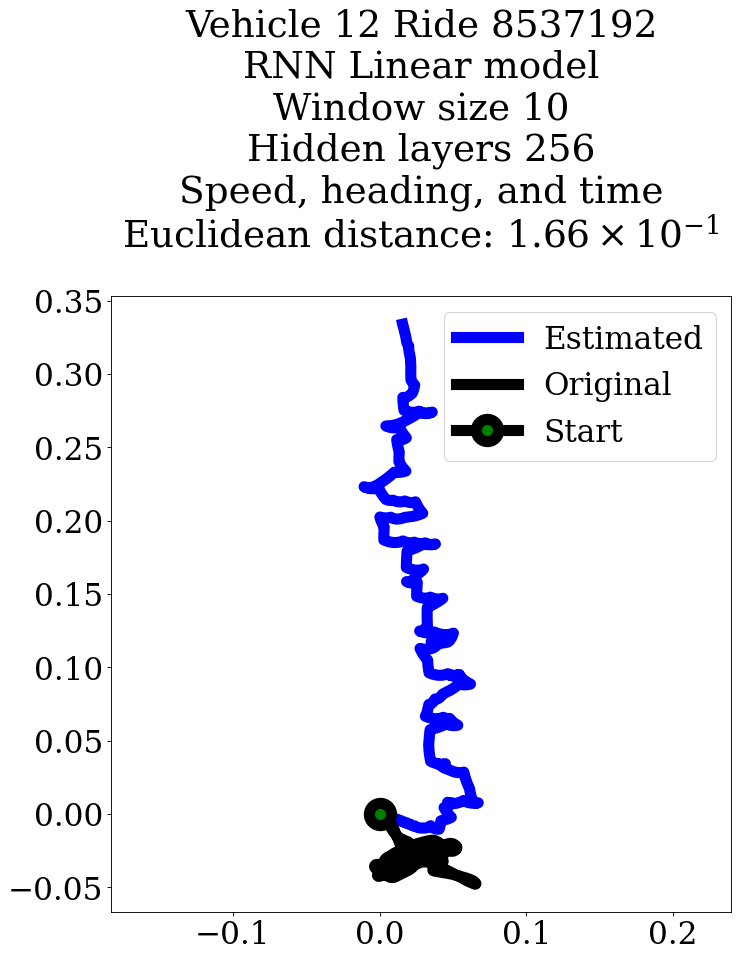 Vehicle 12 Ride 8537192
RNN Linear model
Window size 10
Hidden layers 256
Speed, heading, and time
Euclidean distance: 1.66 × 10⁻¹
0.35
0.30
0.25
0.20
0.15
0.10
0.05
0.00
−0.05
Estimated
Original
Start
−0.1
0.0
0.1
0.2